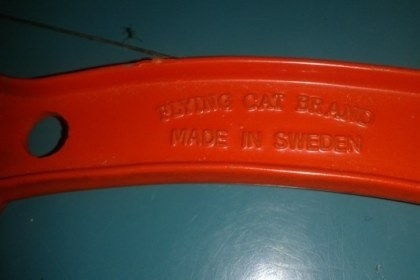 FLYING CAT BRAND
MADE IN SWEDEN